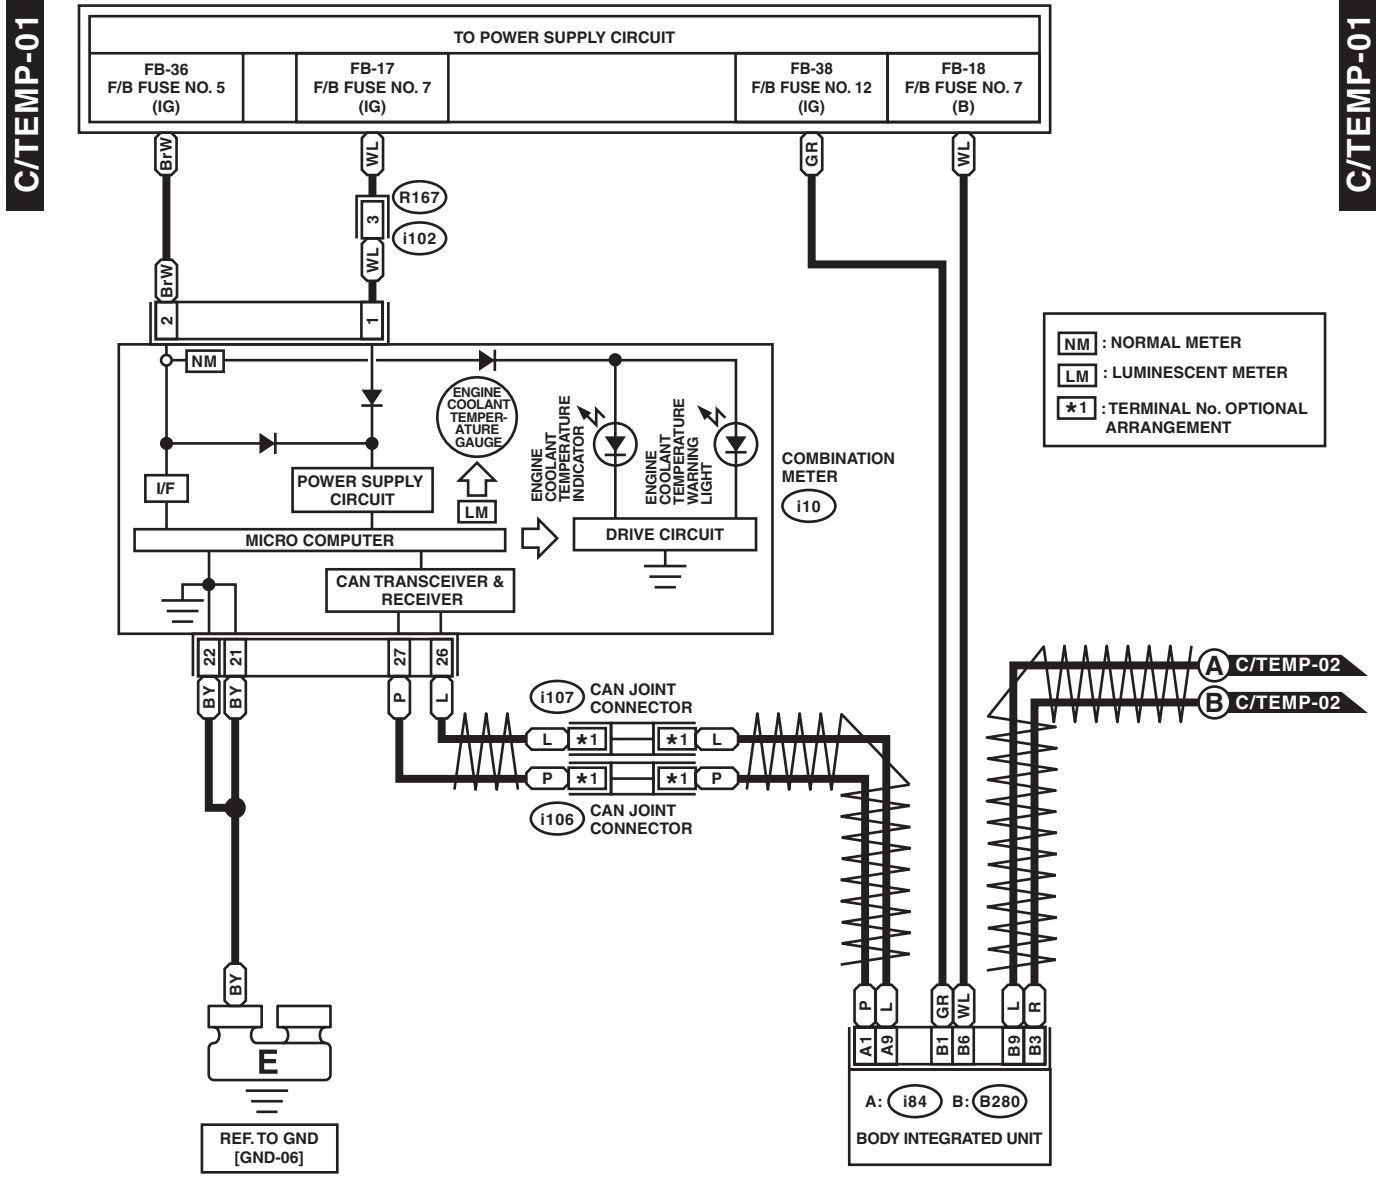 C/TEMP-01
C/TEMP-01
TO POWER SUPPLY CIRCUIT
FB-36
F/B FUSE NO. 5
(IG)
FB-17
F/B FUSE NO. 7
(IG)
FB-38
F/B FUSE NO. 12
(IG)
FB-18
F/B FUSE NO. 7
(B)
BrW
WL
GR
WL
R167
3
i102
BrW
WL
2
1
NM
ENGINE
COOLANT
TEMPER-
ATURE
GAUGE
ENGINE
COOLANT
TEMPERATURE
INDICATOR
ENGINE
COOLANT
TEMPERATURE
WARNING
LIGHT
NM : NORMAL METER
LM : LUMINESCENT METER
*1 : TERMINAL No. OPTIONAL
ARRANGEMENT
COMBINATION
METER
i10
I/F
POWER SUPPLY
CIRCUIT
LM
MICRO COMPUTER
DRIVE CIRCUIT
CAN TRANSCEIVER &
RECEIVER
22
21
27
26
BY
BY
P
L
A C/TEMP-02
B C/TEMP-02
i107
CAN JOINT
CONNECTOR
L *1 *1 L
P *1 *1 P
i106
CAN JOINT
CONNECTOR
BY
E
REF. TO GND
[GND-06]
P
L
GR
WL
L
R
A1
A9
B1
B6
B9
B3
A: i84 B: B280
BODY INTEGRATED UNIT